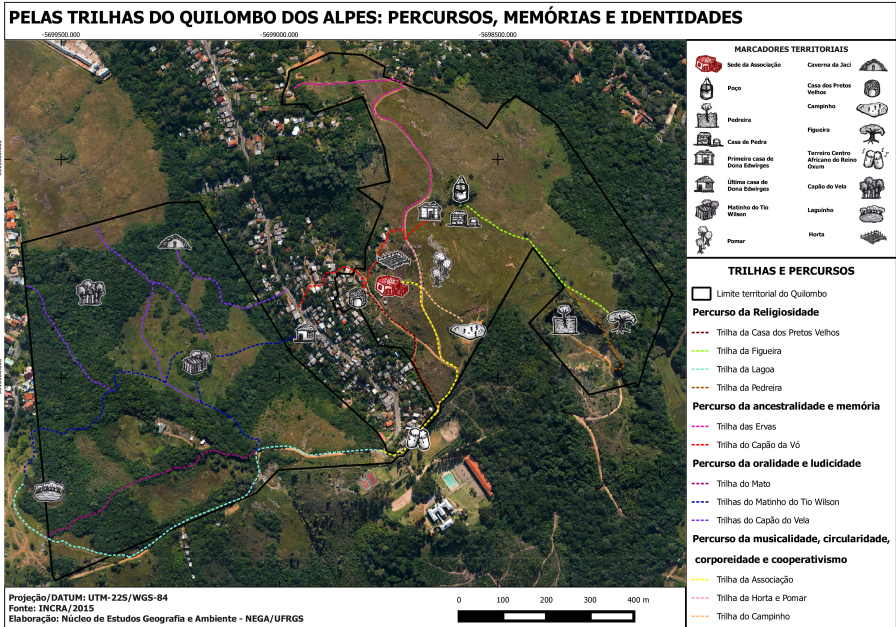 PELAS TRILHAS DO QUILOMBO DOS ALPES: PERCURSOS, MEMÓRIAS E IDENTIDADES
-5699500.000
-5699000.000
-5698500.000
MARCADORES TERRITORIAIS
Sede da Associação
Caverna da Jaci
Poço
Casa dos Pretos
Velhos
Campinho
Pedreira
Figueira
Casa de Pedra
Primeira casa de
Dona Edwirges
Terreiro Centro
Africano do Reino
Oxum
Última casa de
Dona Edwirges
Capão do Vela
Matinho do Tio
Wilson
Laguinho
Pomar
Horta
TRILHAS E PERCURSOS
Limite territorial do Quilombo
Percurso da Religiosidade
Trilha da Casa dos Pretos Velhos
Trilha da Figueira
Trilha da Lagoa
Trilha da Pedreira
Percurso da ancestralidade e memória
Trilha das Ervas
Trilha do Capão da Vó
Percurso da oralidade e ludicidade
Trilha do Mato
Trilhas do Matinho do Tio Wilson
Trilhas do Capão do Vela
Percurso da musicalidade, circularidade,
corporeidade e cooperativismo
Trilha da Associação
Trilha da Horta e Pomar
Trilha do Campinho
Projeção/DATUM: UTM-22S/WGS-84
Fonte: INCRA/2015
Elaboração: Núcleo de Estudos Geografia e Ambiente - NEGA/UFRGS
0 100 200 300 400 m